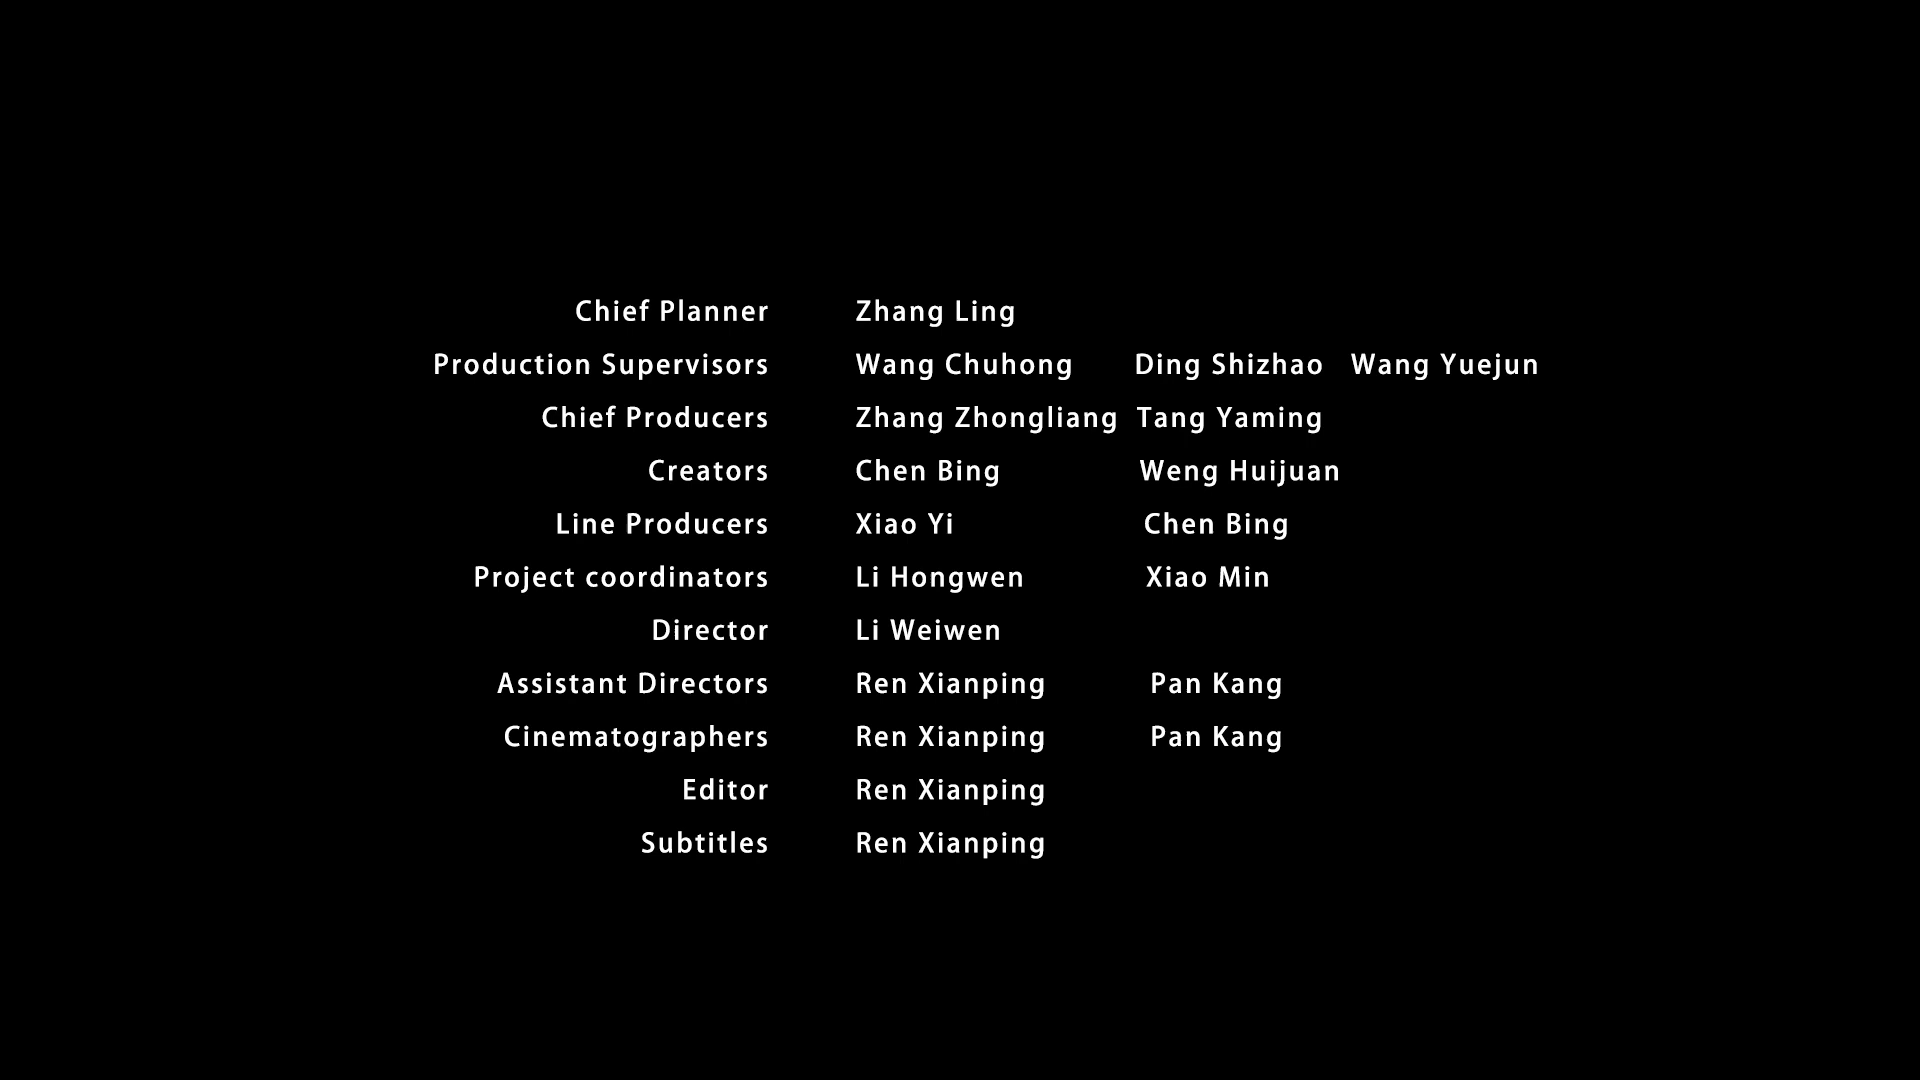 Chief Planner Zhang Ling
Production Supervisors Wang Chuhong Ding Shizhao Wang Yuejun
Chief Producers Zhang Zhongliang Tang Yaming
Creators Chen Bing Weng Huijuan
Line Producers Xiao Yi Chen Bing
Project coordinators Li Hongwen Xiao Min
Director Li Weiwen
Assistant Directors Ren Xianping Pan Kang
Cinematographers Ren Xianping Pan Kang
Editor Ren Xianping
Subtitles Ren Xianping